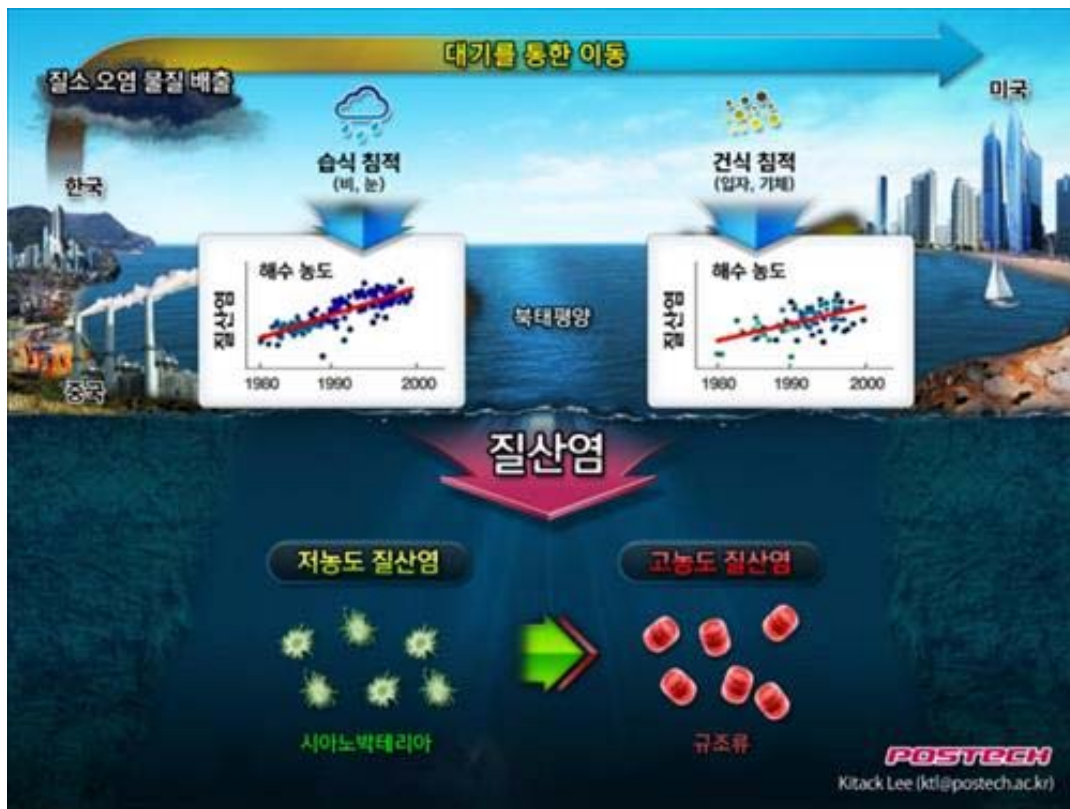 대기를 통한 이동
질소 오염 물질 배출
미국
습식 침적
(비, 눈)
건식 침적
(입자, 기체)
한국
해수 농도
질산염
1980 1990 2000
북태평양
해수 농도
질산염
1980 1990 2000
중국
질산염
저농도 질산염
고농도 질산염
시아노박테리아
규조류
POSTECH
Kitack Lee (ktl@postech.ac.kr)